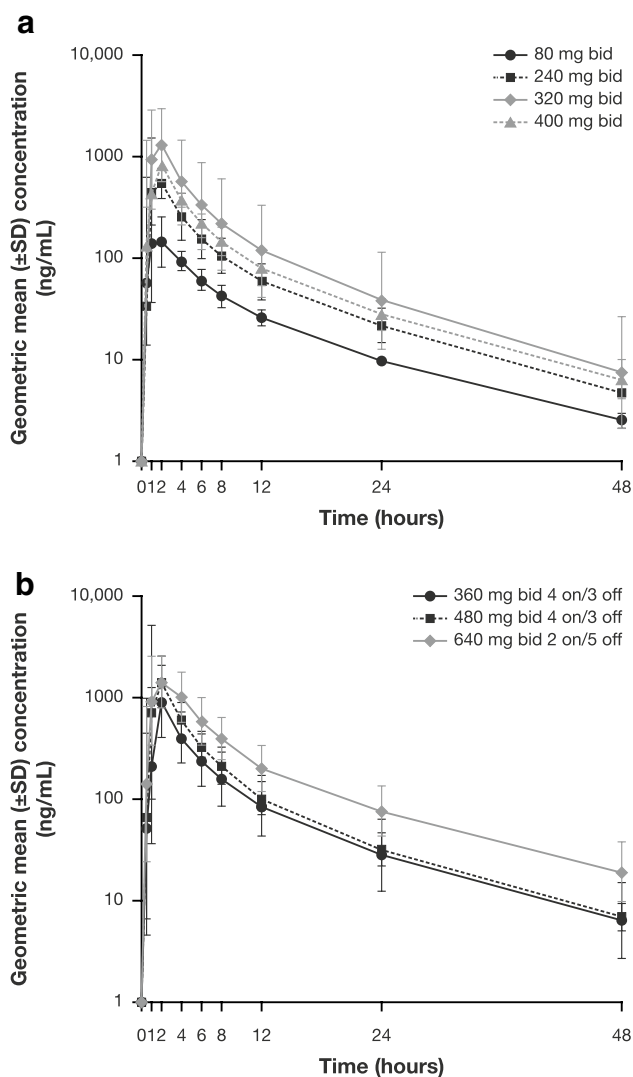 a
10,000
1000
100
10
1
Geometric mean (±SD) concentration
(ng/mL)
80 mg bid
240 mg bid
320 mg bid
400 mg bid
0 1 2 4 6 8 12 24 48
Time (hours)
b
10,000
1000
100
10
1
Geometric mean (±SD) concentration
(ng/mL)
360 mg bid 4 on/3 off
480 mg bid 4 on/3 off
640 mg bid 2 on/5 off
0 1 2 4 6 8 12 24 48
Time (hours)